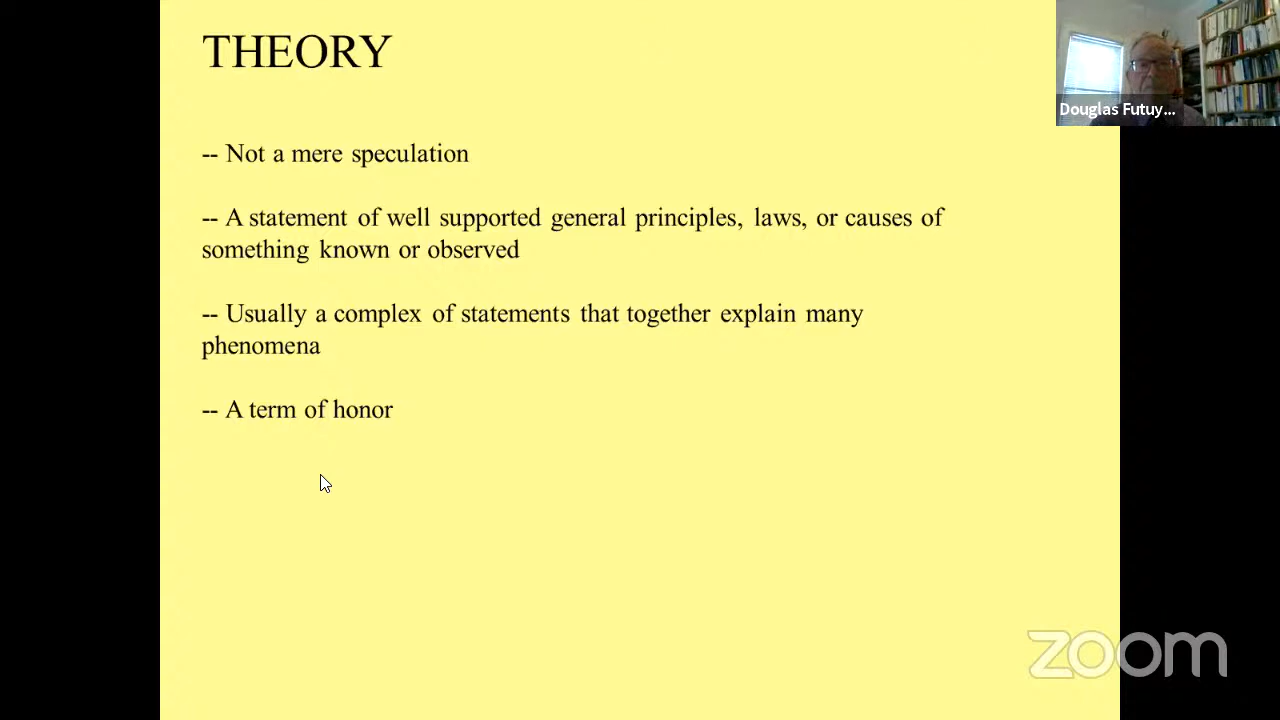 THEORY
Douglas Futuy...
-- Not a mere speculation
-- A statement of well supported general principles, laws, or causes of
something known or observed
-- Usually a complex of statements that together explain many
phenomena
-- A term of honor
zoom